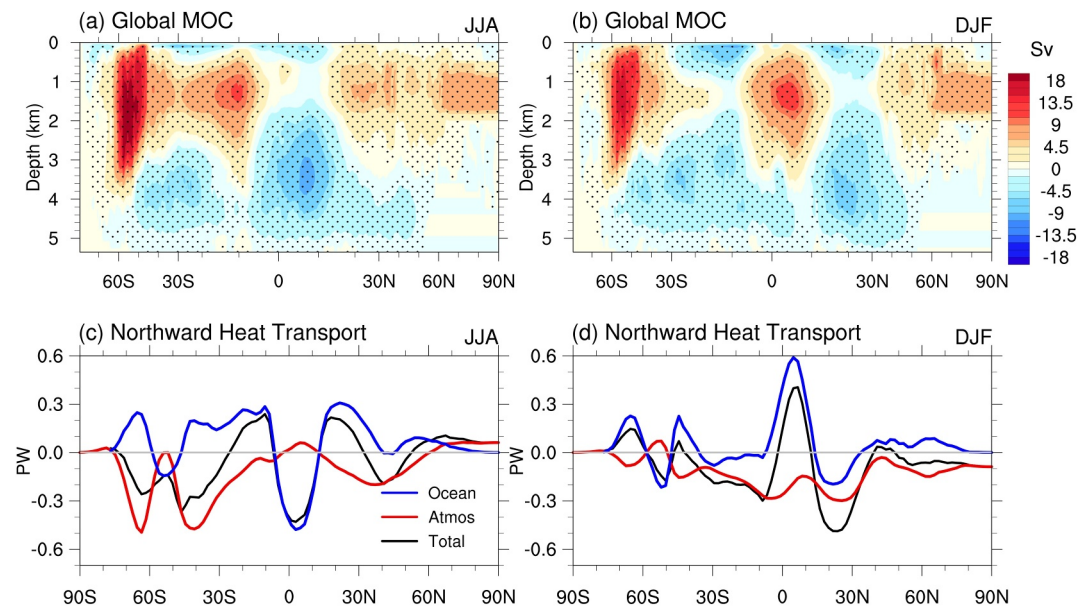 (a) Global MOC JJA
(b) Global MOC DJF
Sv
0
1
2
3
4
5
Depth (km)
60S 30S 0 30N 60N 90N
0
1
2
3
4
5
Depth (km)
60S 30S 0 30N 60N 90N
18
13.5
9
4.5
0
-4.5
-9
-13.5
-18
(c) Northward Heat Transport JJA
0.6
0.3
0.0
-0.3
-0.6
PW
Ocean
Atmos
Total
90S 60S 30S 0 30N 60N 90N
(d) Northward Heat Transport DJF
0.6
0.3
0.0
-0.3
-0.6
PW
90S 60S 30S 0 30N 60N 90N